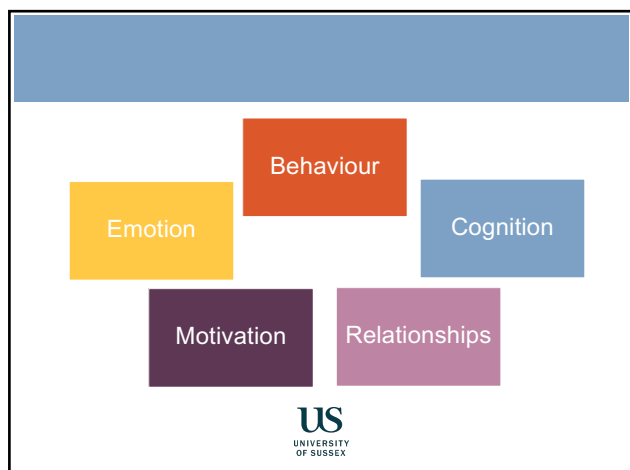 Behaviour
Emotion
Cognition
Motivation
Relationships
US
UNIVERSITY
OF SUSSEX